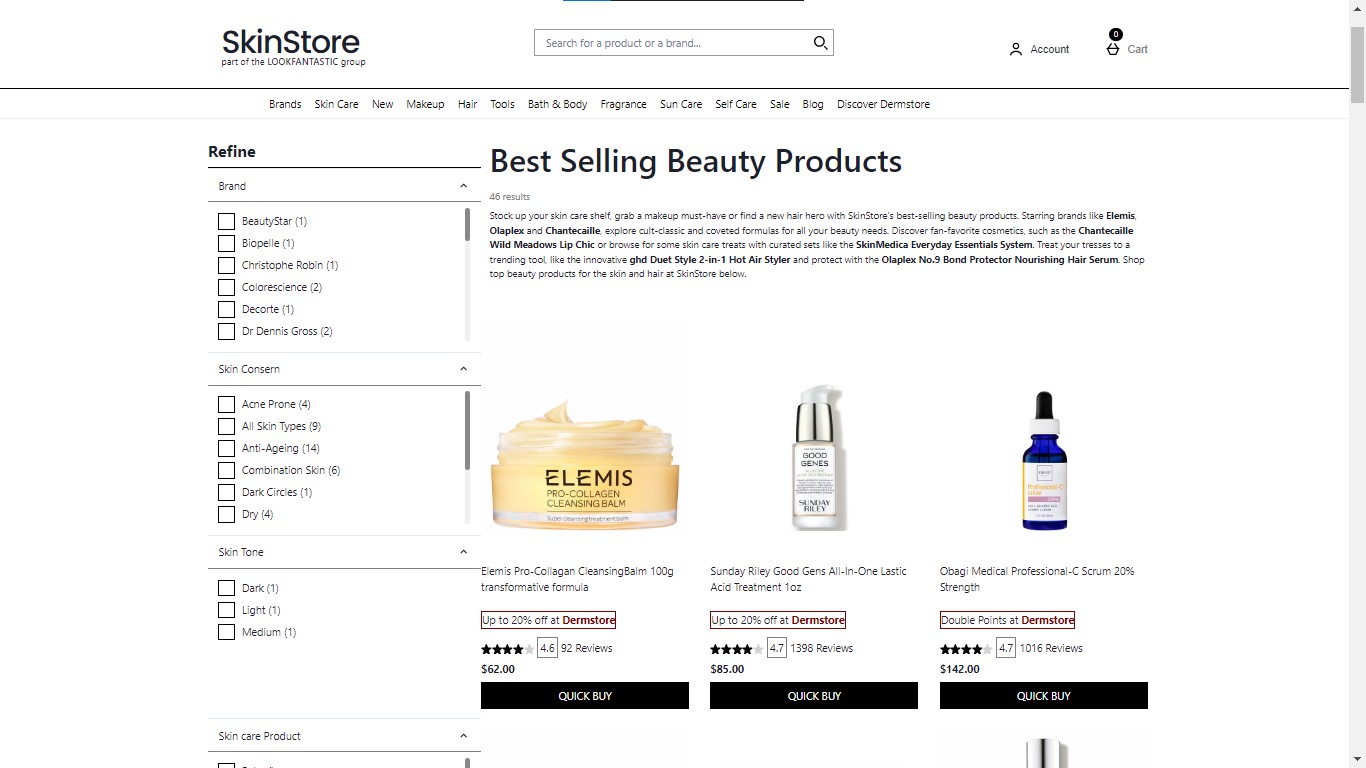 SkinStore
part of the LOOKFANTASTIC group
Search for a product or a brand...
Account
0
Cart
Brands Skin Care New Makeup Hair Tools Bath & Body Fragrance Sun Care Self Care Sale Blog Discover Dermstore
Refine
Brand
BeautyStar (1)
Biopelle (1)
Christophe Robin (1)
Colorescience (2)
Decorte (1)
Dr Dennis Gross (2)
Skin Consern
Acne Prone (4)
All Skin Types (9)
Anti-Ageing (14)
Combination Skin (6)
Dark Circles (1)
Dry (4)
Skin Tone
Dark (1)
Light (1)
Medium (1)
Skin care Product
Best Selling Beauty Products
46 results
Stock up your skin care shelf, grab a makeup must-have or find a new hair hero with SkinStore's best-selling beauty products. Starring brands like Elemis,
Olaplex and Chantecaille, explore cult-classic and coveted formulas for all your beauty needs. Discover fan-favorite cosmetics, such as the Chantecaille
Wild Meadows Lip Chic or browse for some skin care treats with curated sets like the SkinMedica Everyday Essentials System. Treat your tresses to a
trending tool, like the innovative ghd Duet Style 2-in-1 Hot Air Styler and protect with the Olaplex No.9 Bond Protector Nourishing Hair Serum. Shop
top beauty products for the skin and hair at SkinStore below.
ELEMIS
PRO-COLLAGEN
CLEANSING BALM
Super cleansing treatment balm
Elemis Pro-Collagan CleansingBalm 100g
transformative formula
Up to 20% off at Dermstore
4.6 92 Reviews
$62.00
QUICK BUY
GOOD
GENES
SUNDAY
RILEY
Sunday Riley Good Gens All-In-One Lastic
Acid Treatment 1oz
Up to 20% off at Dermstore
4.7 1398 Reviews
$85.00
QUICK BUY
Professional-C
Obagi Medical Professional-C Scrum 20%
Strength
Double Points at Dermstore
4.7 1016 Reviews
$142.00
QUICK BUY